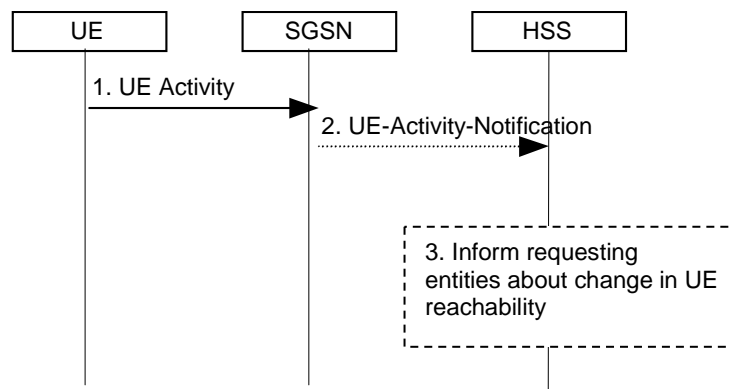 UE
SGSN
HSS
1. UE Activity
2. UE-Activity-Notification
3. Inform requesting
entities about change in UE
reachability